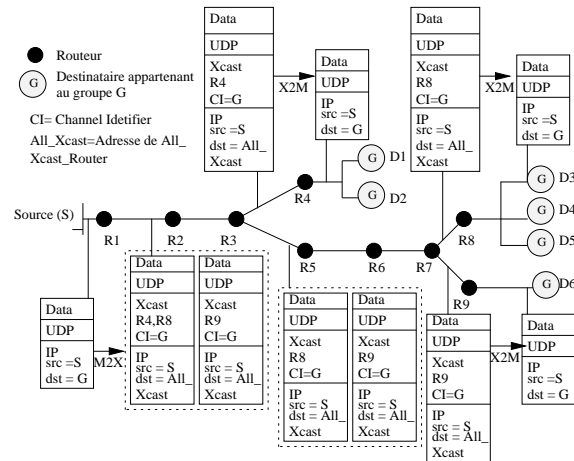 Routeur
G
Destinataire appartenant
au groupe G
CI= Channel Idetifier
All_Xcast=Adresse de All_
Xcast_Router
Data
UDP
Xcast
R4
CI=G
IP
src =S
dst = All_
Xcast
X2M
Data
UDP
IP
src =S
dst = G
Data
UDP
Xcast
R8
CI=G
IP
src =S
dst = All_
Xcast
X2M
Data
UDP
IP
src =S
dst = G
G
D1
G
D2
R4
G
D3
G
D4
G
D5
R8
Source (S)
R1
R2
R3
R5
R6
R7
R9
G
D6
Data
UDP
IP
src =S
dst = G
M2X
Data
UDP
Xcast
R4,R8
CI=G
IP
src = S
dst = All_
Xcast
Data
UDP
Xcast
R9
CI=G
IP
src = S
dst = All_
Xcast
Data
UDP
Xcast
R8
CI=G
IP
src = S
dst = All_
Xcast
Data
UDP
Xcast
R9
CI=G
IP
src = S
dst = All_
Xcast
Data
UDP
Xcast
R9
CI=G
IP
src = S
dst = All_
Xcast
X2M
Data
UDP
IP
src =S
dst = G